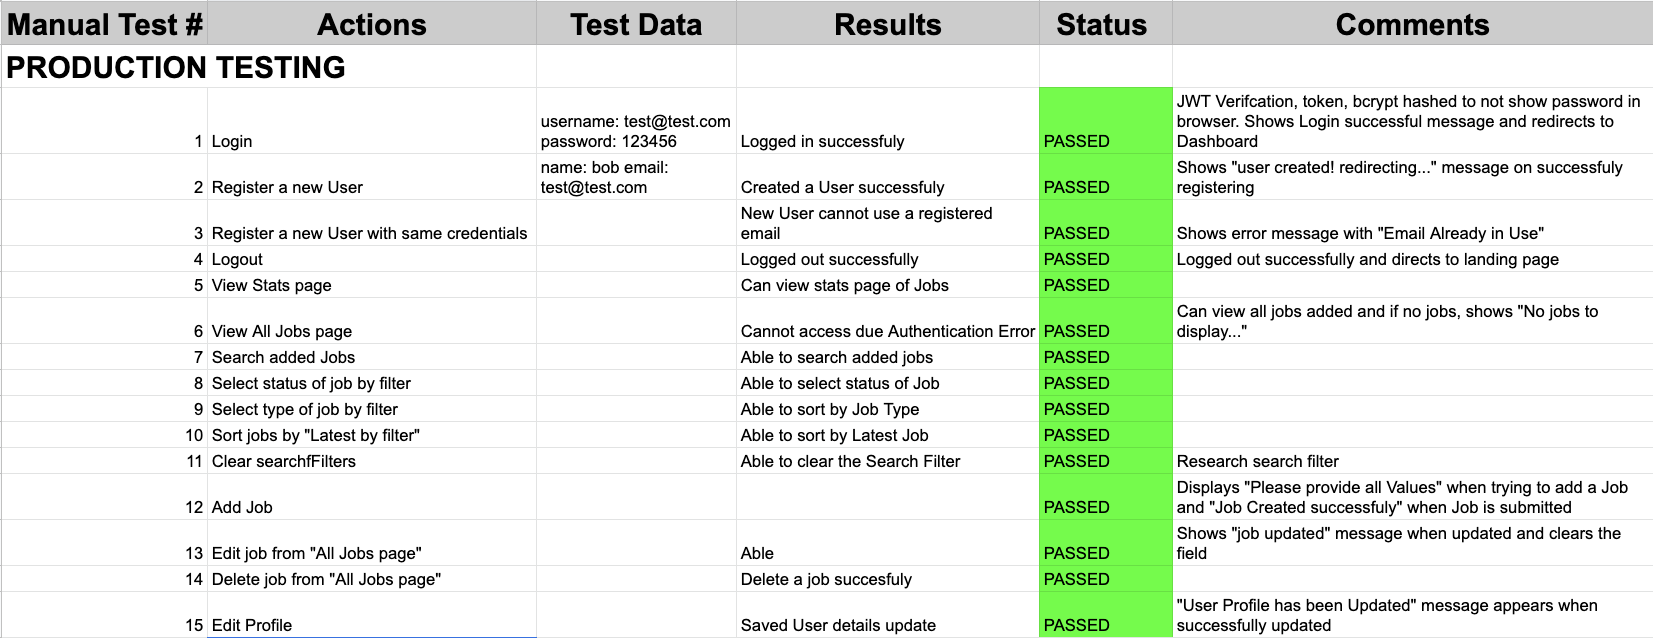 Manual Test # Actions Test Data Results Status Comments
PRODUCTION TESTING
1 Login username: test@test.com password: 123456 Logged in successfuly PASSED JWT Verifcation, token, bcrypt hashed to not show password in browser. Shows Login successful message and redirects to Dashboard
2 Register a new User name: bob email: test@test.com Created a User successfuly PASSED Shows "user created! redirecting..." message on successfuly registering
3 Register a new User with same credentials New User cannot use a registered email PASSED Shows error message with "Email Already in Use"
4 Logout Logged out successfully PASSED Logged out successfully and directs to landing page
5 View Stats page Can view stats page of Jobs PASSED
6 View All Jobs page Cannot access due Authentication Error PASSED Can view all jobs added and if no jobs, shows "No jobs to display..."
7 Search added Jobs Able to search added jobs PASSED
8 Select status of job by filter Able to select status of Job PASSED
9 Select type of job by filter Able to sort by Job Type PASSED
10 Sort jobs by "Latest by filter" Able to sort by Latest Job PASSED
11 Clear searchfFilters Able to clear the Search Filter PASSED Research search filter
12 Add Job PASSED Displays "Please provide all Values" when trying to add a Job and "Job Created successfuly" when Job is submitted
13 Edit job from "All Jobs page" Able PASSED Shows "job updated" message when updated and clears the field
14 Delete job from "All Jobs page" Delete a job succesfuly PASSED
15 Edit Profile Saved User details update PASSED "User Profile has been Updated" message appears when successfully updated